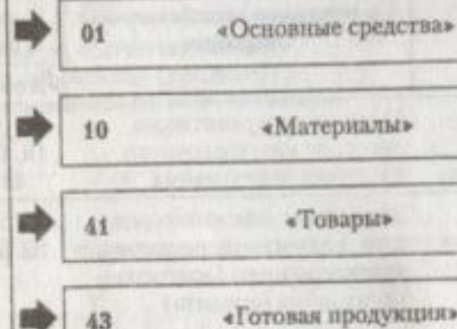 01 «Основные средства»
10 «Материалы»
41 «Товары»
43 «Готовая продукция»